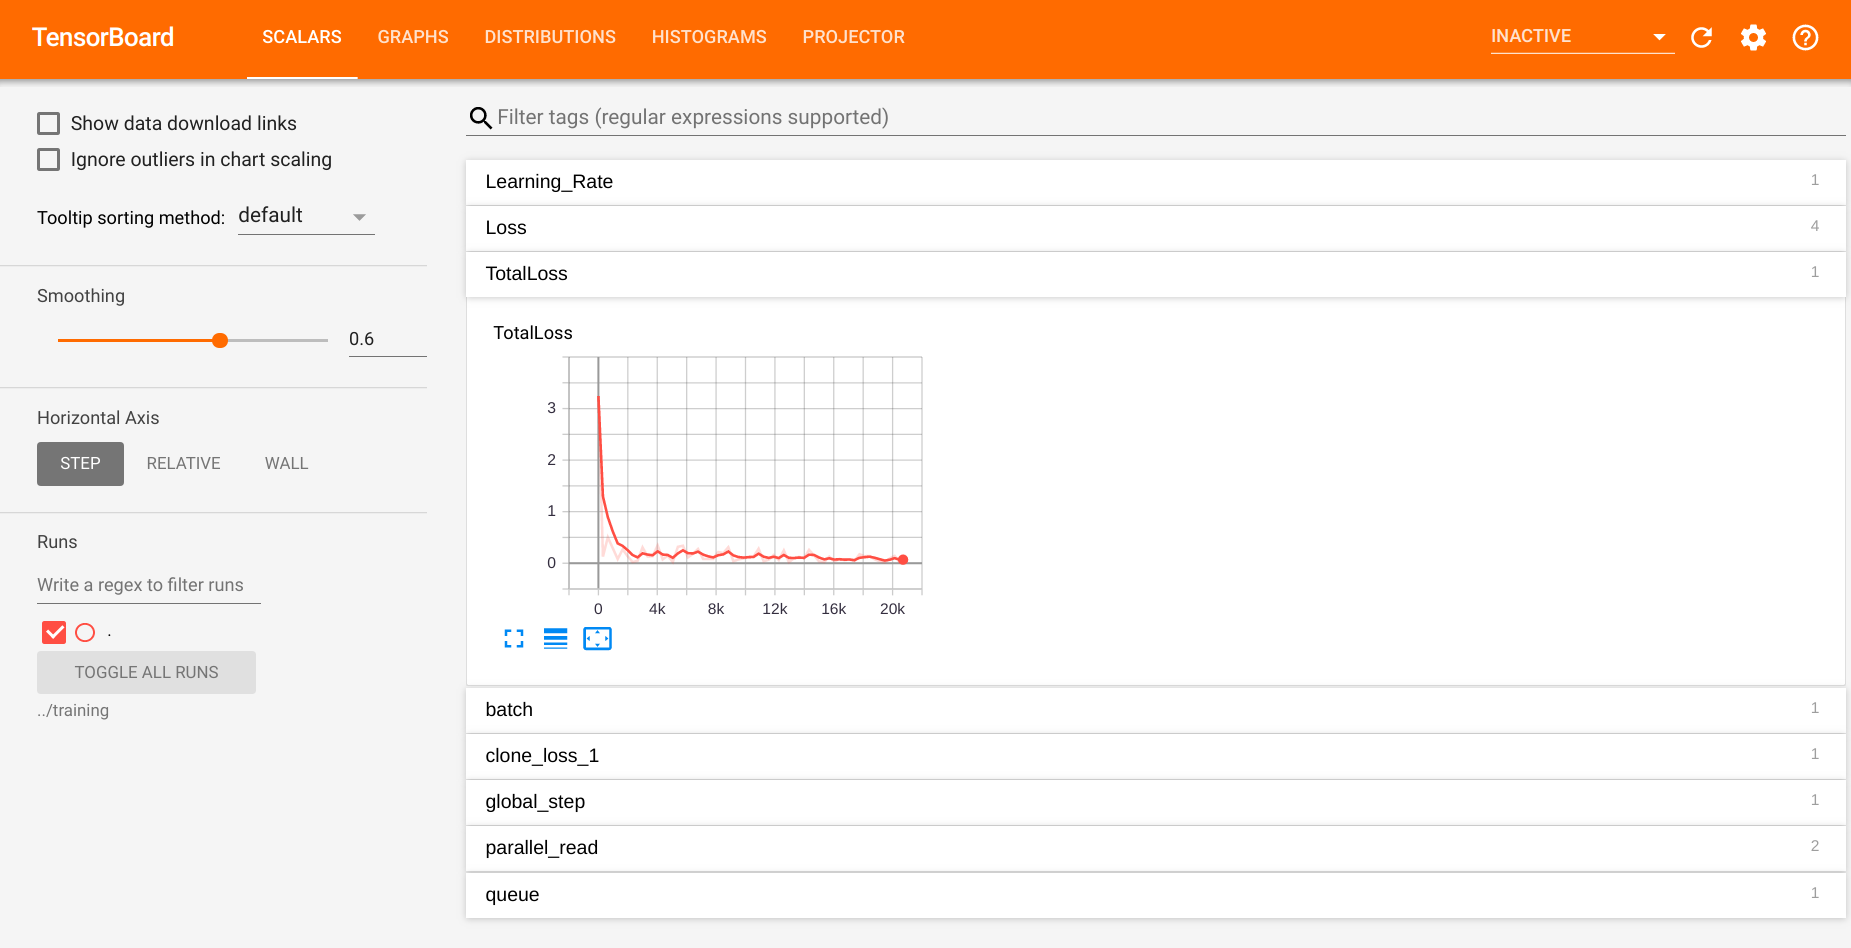 TensorBoard SCALARS GRAPHS DISTRIBUTIONS HISTOGRAMS PROJECTOR INACTIVE
Show data download links
Ignore outliers in chart scaling
Tooltip sorting method: default
Smoothing
0.6
Horizontal Axis
STEP RELATIVE WALL
Runs
Write a regex to filter runs
.
TOGGLE ALL RUNS
../training
Filter tags (regular expressions supported)
Learning_Rate 1
Loss 4
TotalLoss 1
TotalLoss
3
2
1
0
0 4k 8k 12k 16k 20k
batch 1
clone_loss_1 1
global_step 1
parallel_read 2
queue 1